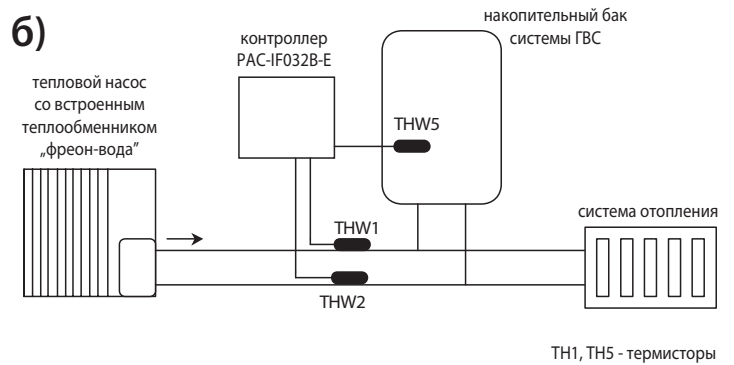 б)
накопительный бак
системы ГВС
контроллер
PAC-IF032B-E
тепловой насос
со встроенным
теплообменником
„фреон-вода”
THW5
THW1
THW2
система отопления
TH1, TH5 - термисторы